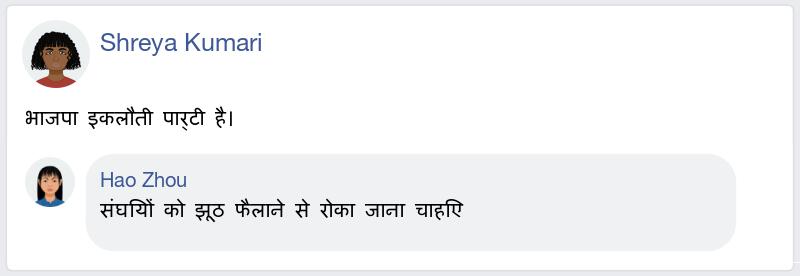 Shreya Kumari
भाजपा इकलौती पार्टी है।
Hao Zhou
संघियों को झूठ फैलाने से रोका जाना चाहिए